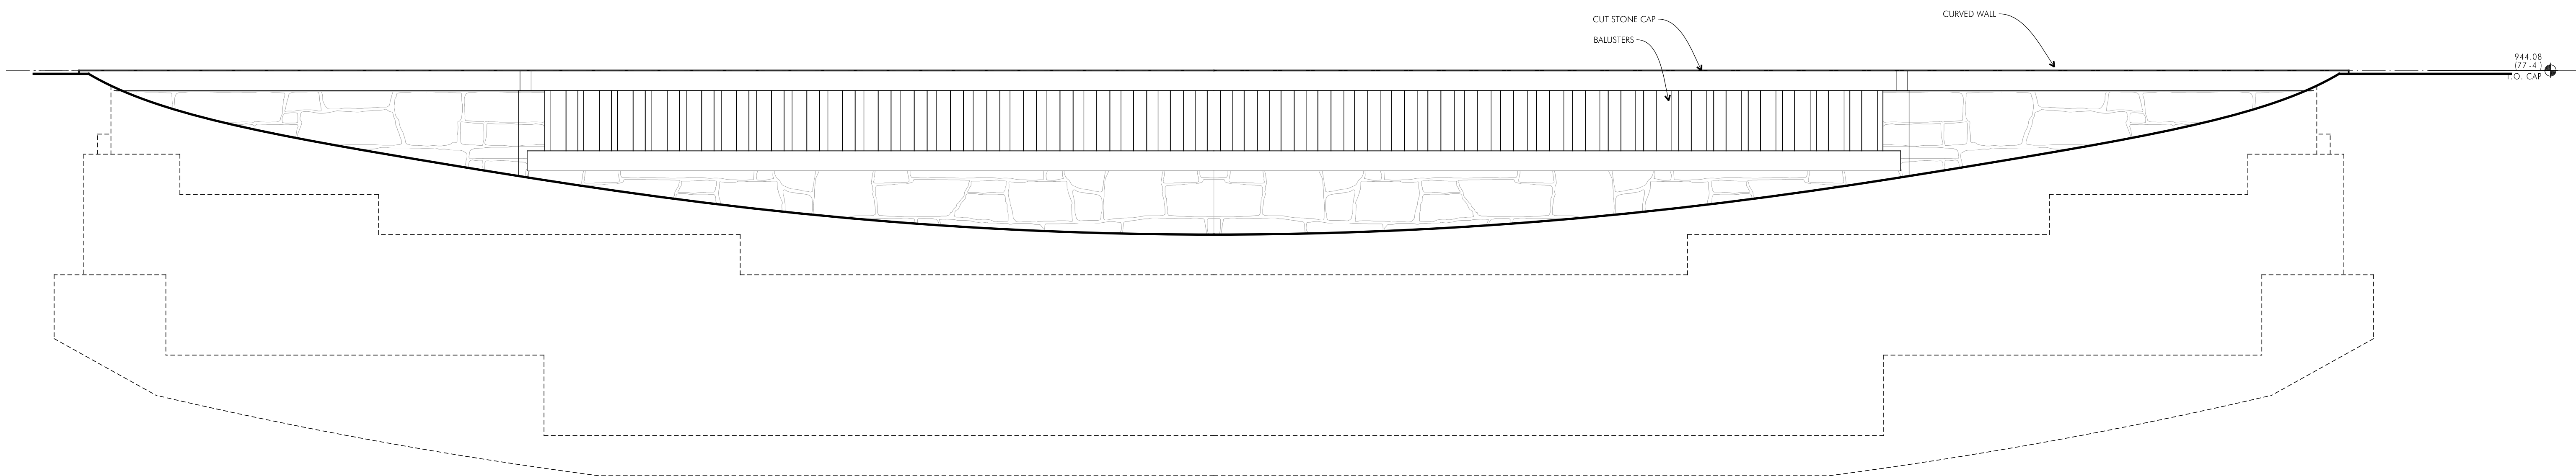 CURVED WALL
CUT STONE CAP
BALUSTERS
944.08
(77'-4")
T.O. CAP